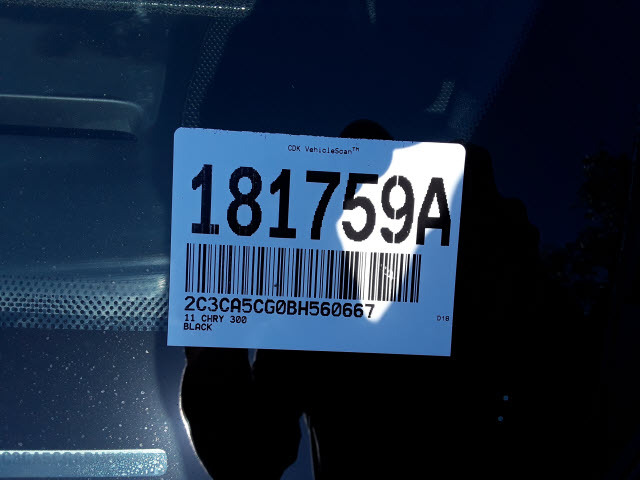 CDK VehicleScan™
181759A
2C3CA5CG0BH560667
11 CHRY 300
BLACK
D18